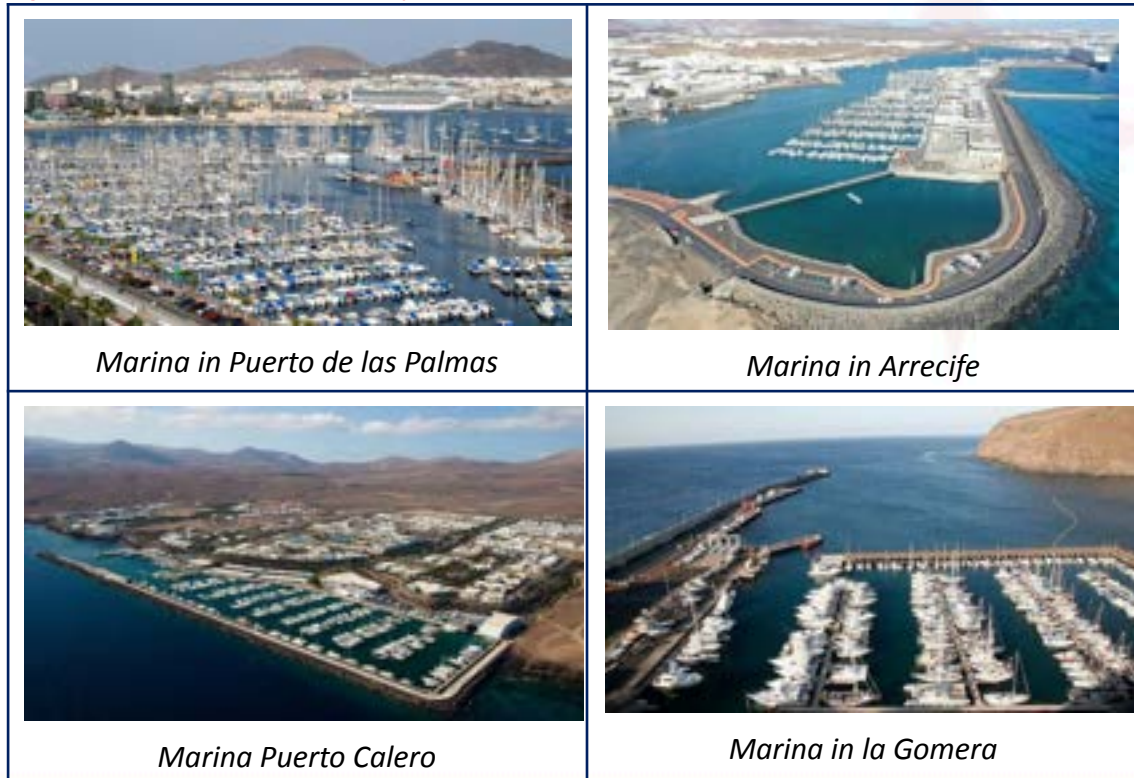 Marina in Puerto de las Palmas
Marina in Arrecife
Marina Puerto Calero
Marina in la Gomera